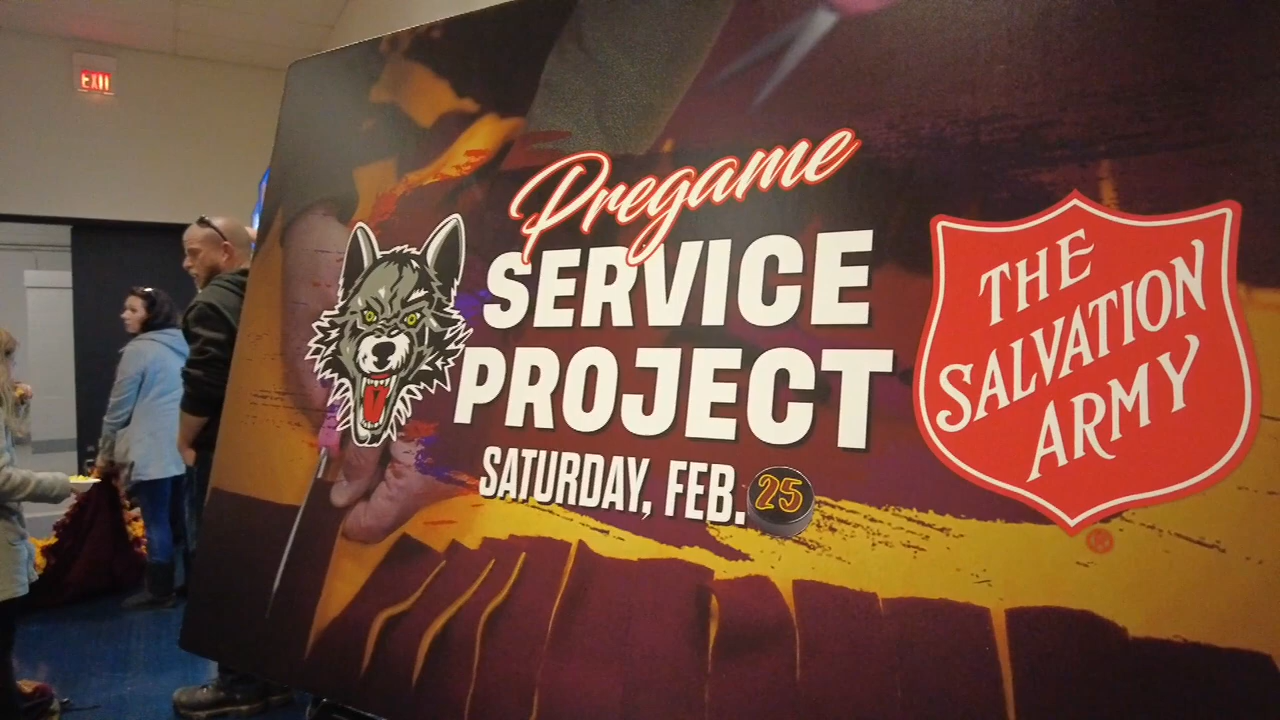 EXIT
Pregame
SERVICE
PROJECT
SATURDAY, FEB. 25
THE
SALVATION
ARMY
®